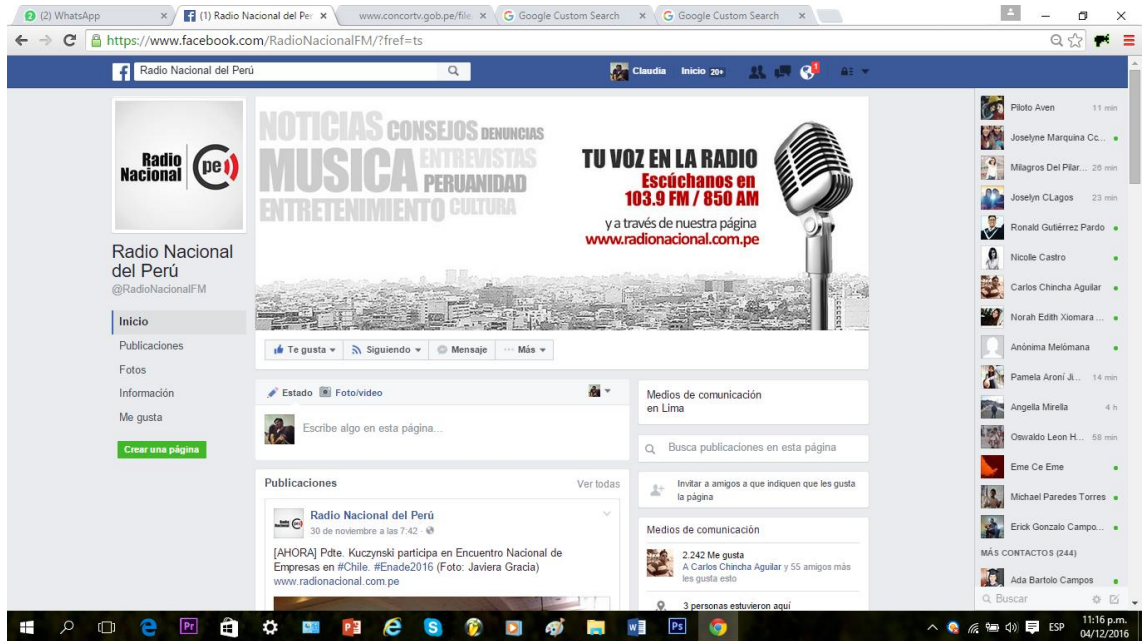 (2) WhatsApp
(1) Radio Nacional del Per
www.concortv.gob.pe/file
Google Custom Search
Google Custom Search
https://www.facebook.com/RadioNacionalFM/?fref=ts
Radio Nacional del Perú
Claudia Inicio 20+
1
Radio Nacional pe
NOTICIAS CONSEJOS DENUNCIAS
MUSICA ENTREVISTAS
PERUANIDAD
ENTRETENIMIENTO CULTURA
TU VOZ EN LA RADIO
Escúchanos en
103.9 FM / 850 AM
y a través de nuestra página
www.radionacional.com.pe
Radio Nacional
del Perú
@RadioNacionalFM
Inicio
Publicaciones
Fotos
Información
Me gusta
Crear una página
Te gusta Siguiendo Mensaje Más
Estado Foto/video
Escribe algo en esta página...
Publicaciones Ver todas
Radio Nacional del Perú
30 de noviembre a las 7:42
[AHORA] Pdte. Kuczynski participa en Encuentro Nacional de
Empresas en #Chile. #Enade2016 (Foto: Javiera Gracia)
www.radionacional.com.pe
Medios de comunicación
en Lima
Busca publicaciones en esta página
Invitar a amigos a que indiquen que les gusta
la página
Medios de comunicación
2.242 Me gusta
A Carlos Chincha Aguilar y 55 amigos más
les gusta esto
3 personas estuvieron aquí
Piloto Aven 11 min
Joselyne Marquina Cc...
Milagros Del Pilar... 26 min
Joselyn CLagos 23 min
Ronald Gutiérrez Pardo
Nicolle Castro
Carlos Chincha Aguilar
Norah Edith Xiomara ...
Anónima Melómana
Pamela Aroní Ji... 14 min
Angella Mirella 4 h
Oswaldo Leon H... 58 min
Eme Ce Eme
Michael Paredes Torres
Erick Gonzalo Campo...
MÁS CONTACTOS (244)
Ada Bartolo Campos
Buscar
ESP
11:16 p.m.
04/12/2016